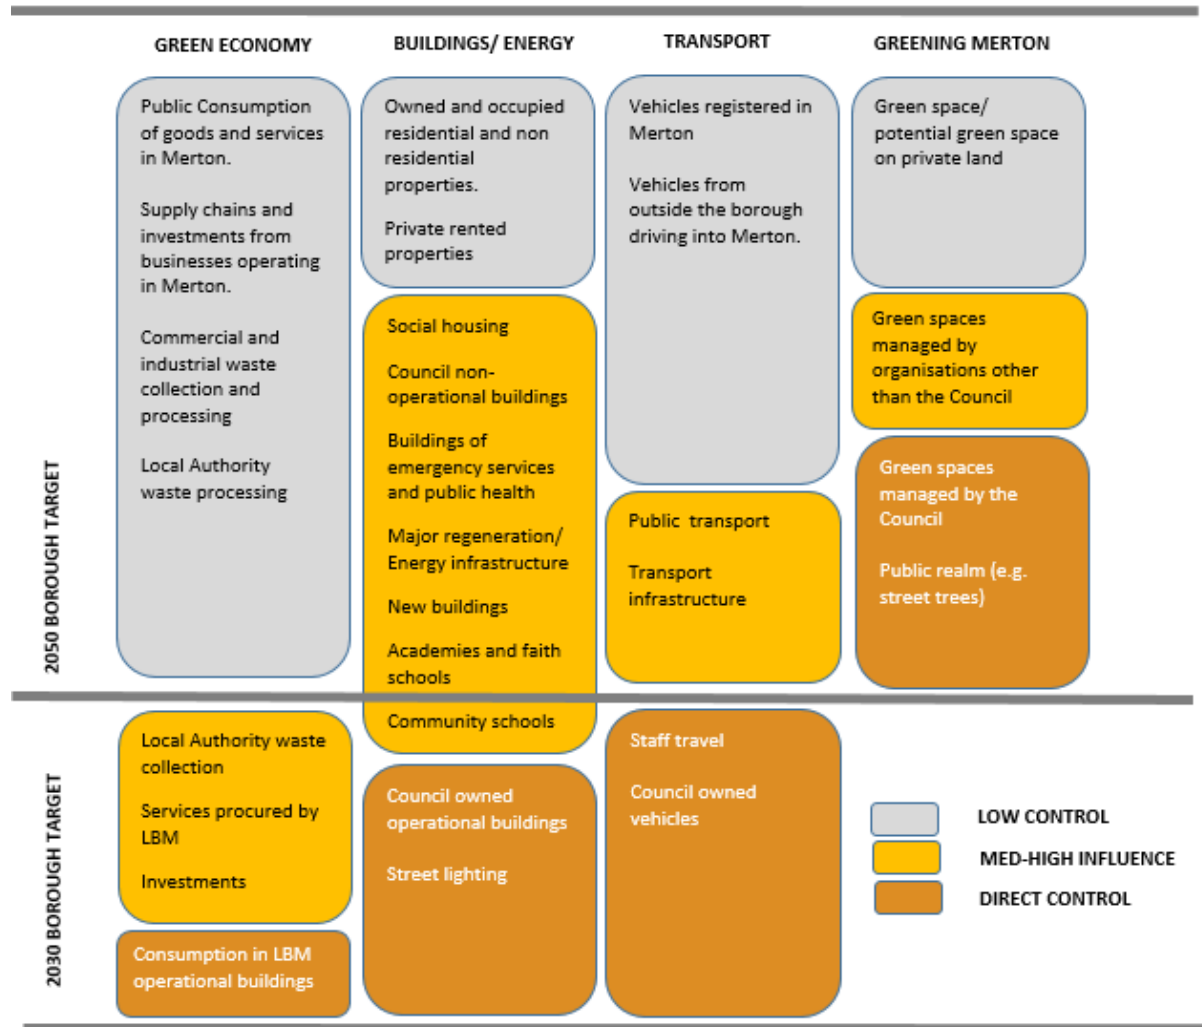 GREEN ECONOMY
BUILDINGS/ ENERGY
TRANSPORT
GREENING MERTON
2050 BOROUGH TARGET
Public Consumption
of goods and services
in Merton.
Supply chains and
investments from
businesses operating
in Merton.
Commercial and
industrial waste
collection and
processing
Local Authority
waste processing
Owned and occupied
residential and non
residential
properties.
Private rented
properties
Social housing
Council non-
operational buildings
Buildings of
emergency services
and public health
Major regeneration/
Energy infrastructure
New buildings
Academies and faith
schools
Community schools
Vehicles registered in
Merton
Vehicles from
outside the borough
driving into Merton.
Public  transport
Transport
infrastructure
Green space/
potential green space
on private land
Green spaces
managed by
organisations other
than the Council
Green spaces
managed by the
Council
Public realm (e.g.
street trees)
2030 BOROUGH TARGET
Local Authority waste
collection
Services procured by
LBM
Investments
Consumption in LBM
operational buildings
Council owned
operational buildings
Street lighting
Staff travel
Council owned
vehicles
LOW CONTROL
MED-HIGH INFLUENCE
DIRECT CONTROL